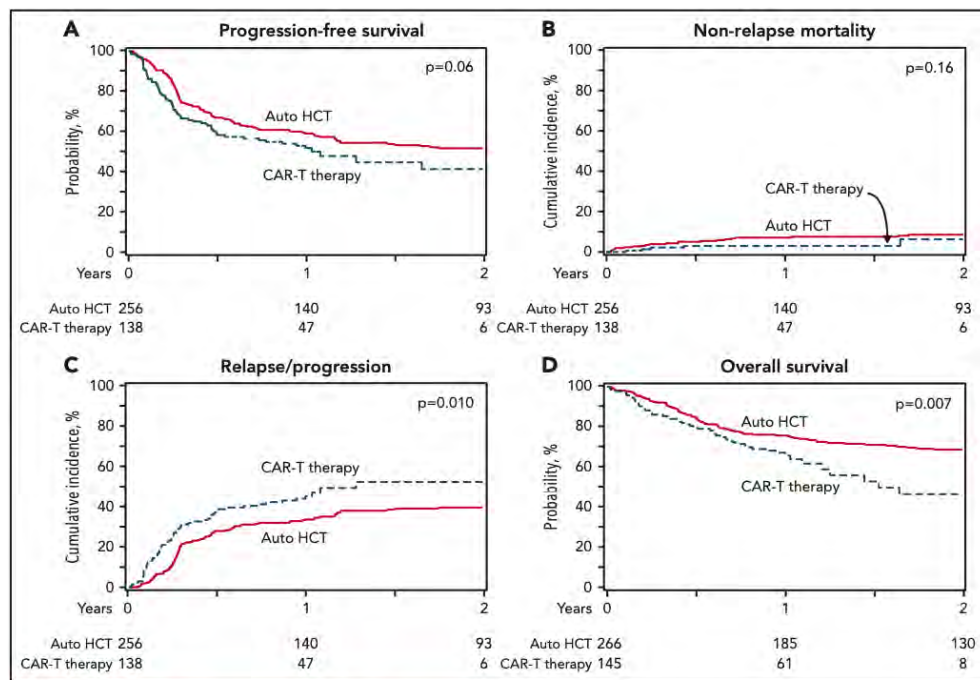 A Progression-free survival
100
80
60
40
20
0
Probability, %
p=0.06
Auto HCT
CAR-T therapy
Years 0 1 2
Auto HCT 256 140 93
CAR-T therapy 138 47 6
B Non-relapse mortality
100
80
60
40
20
0
Cumulative incidence, %
p=0.16
CAR-T therapy
Auto HCT
Years 0 1 2
Auto HCT 256 140 93
CAR-T therapy 138 47 6
C Relapse/progression
100
80
60
40
20
0
Cumulative incidence, %
p=0.010
CAR-T therapy
Auto HCT
Years 0 1 2
Auto HCT 256 140 93
CAR-T therapy 138 47 6
D Overall survival
100
80
60
40
20
0
Probability, %
p=0.007
Auto HCT
CAR-T therapy
Years 0 1 2
Auto HCT 266 185 130
CAR-T therapy 145 61 8